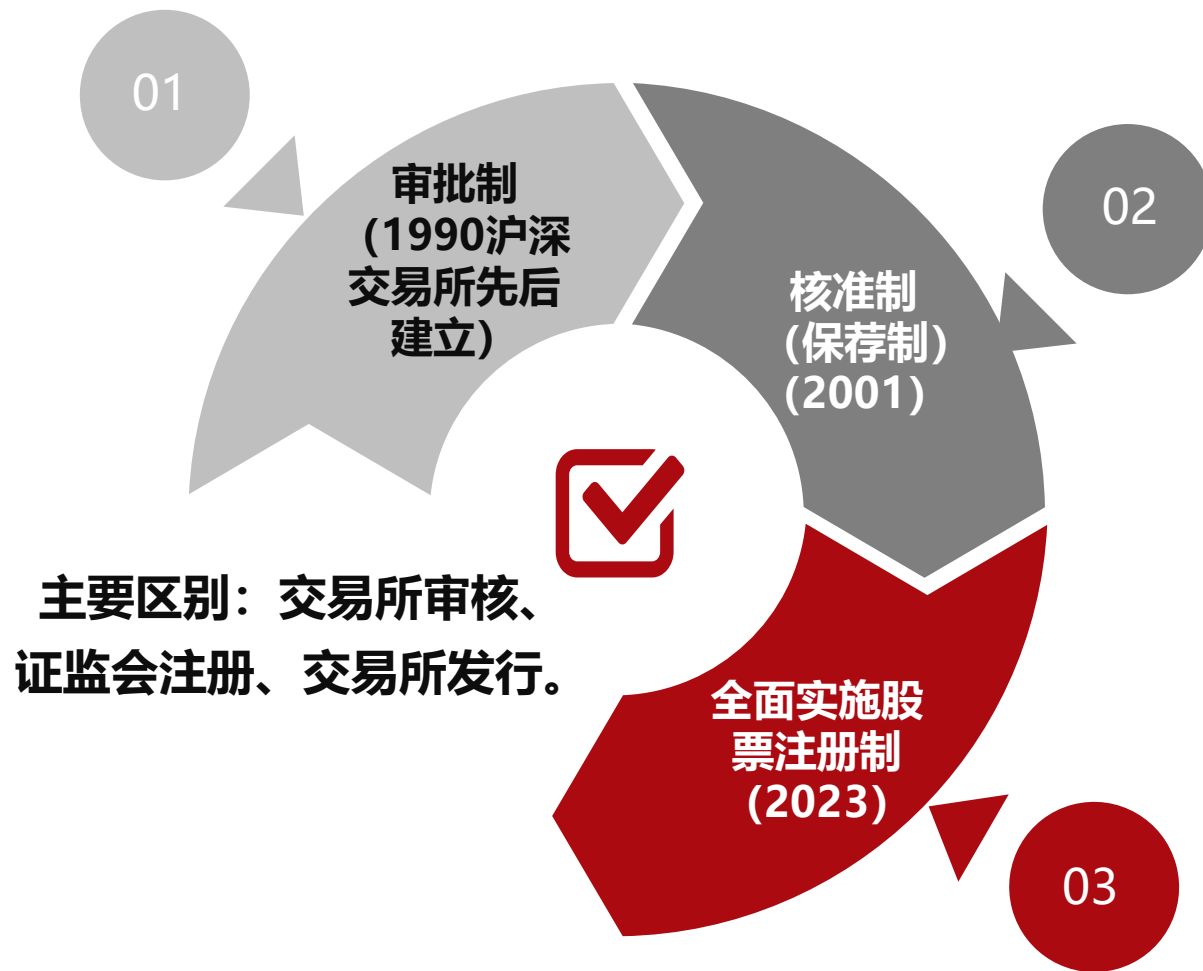 01
审批制
(1990沪深
交易所先后
建立)
02
核准制
(保荐制)
(2001)
主要区别：交易所审核、
证监会注册、交易所发行。
全面实施股
票注册制
(2023)
03